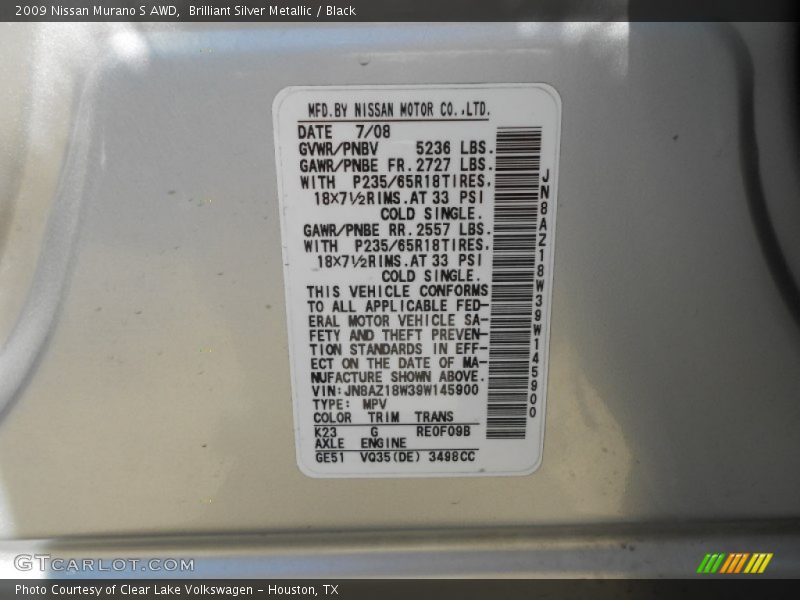 2009 Nissan Murano S AWD,  Brilliant Silver Metallic / Black
MFD.BY NISSAN MOTOR CO.,LTD.
DATE 7/08
GVWR/PNBV 5236 LBS.
GAWR/PNBE FR. 2727 LBS.
WITH P235/65R18TIRES.
18×7½RIMS.AT 33 PSI
COLD SINGLE.
GAWR/PNBE RR. 2557 LBS.
WITH P235/65R18TIRES.
18×7½RIMS.AT 33 PSI
COLD SINGLE.
THIS VEHICLE CONFORMS
TO ALL APPLICABLE FED-
ERAL MOTOR VEHICLE SA-
FETY AND THEFT PREVEN-
TION STANDARDS IN EFF-
ECT ON THE DATE OF MA-
NUFACTURE SHOWN ABOVE.
VIN:JN8AZ18W39W145900
TYPE: MPV
COLOR TRIM TRANS
K23 G RE0F09B
AXLE ENGINE
GE51 VQ35(DE) 3498CC
JN8AZ18W39W145900
GTCARLOT.COM
Photo Courtesy of Clear Lake Volkswagen – Houston, TX